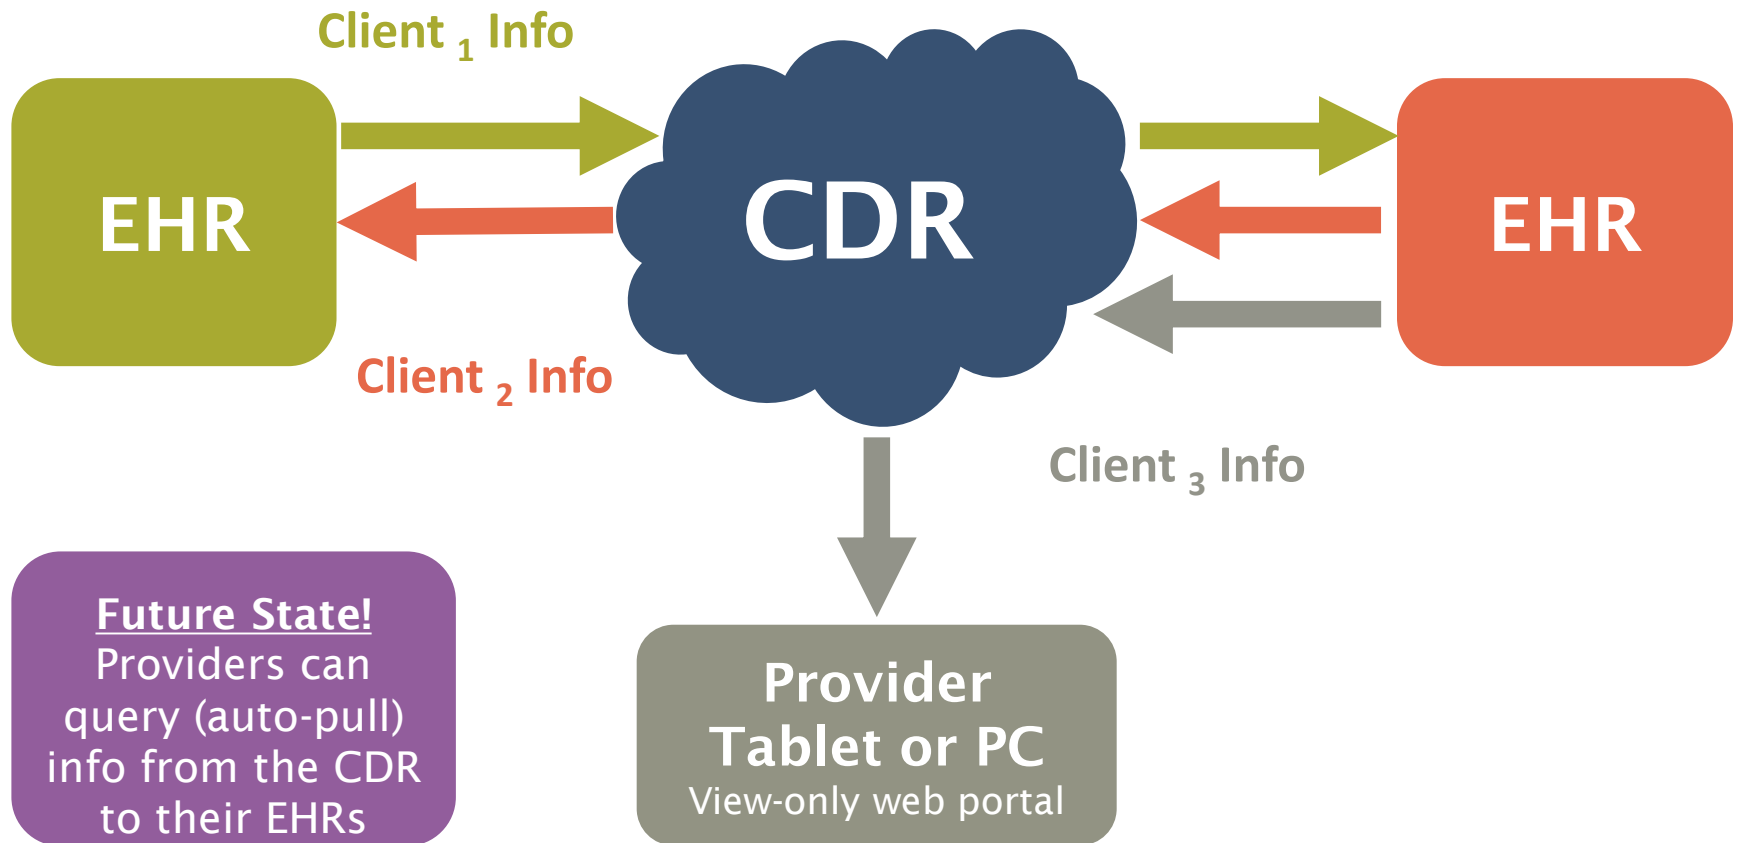 Client 1 Info
EHR
CDR
EHR
Client 2 Info
Client 3 Info
Future State!
Providers can
query (auto-pull)
info from the CDR
to their EHRs
Provider
Tablet or PC
View-only web portal